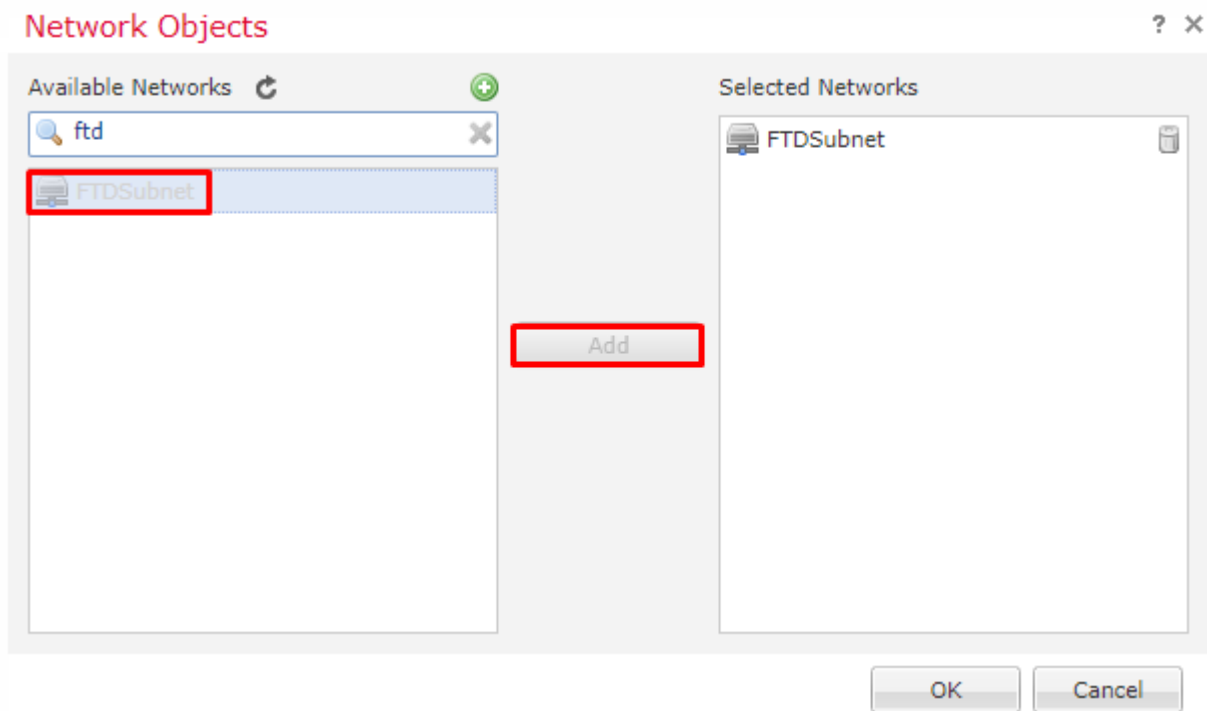 Network Objects
? ×
Available Networks
Selected Networks
ftd
FTDSubnet
FTDSubnet
Add
OK
Cancel